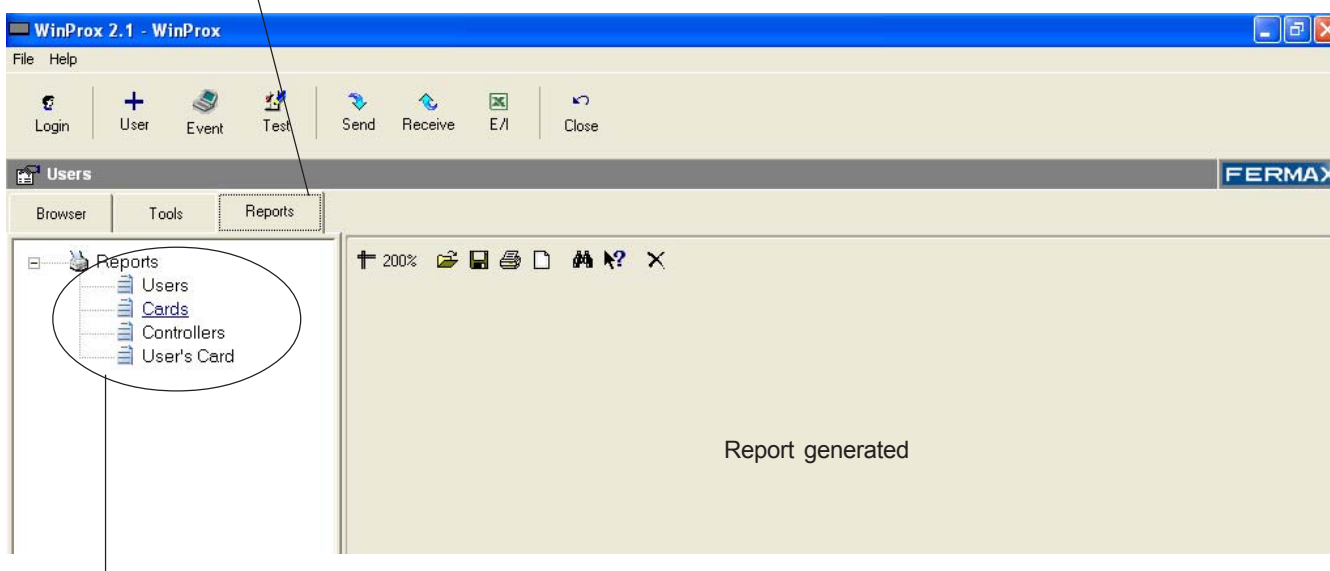 WinProx 2.1 - WinProx
File Help
Login User Event Test Send Receive E/I Close
Users FERMAX
Browser Tools Reports
Reports
200%
Users
Cards
Controllers
User's Card
Report generated